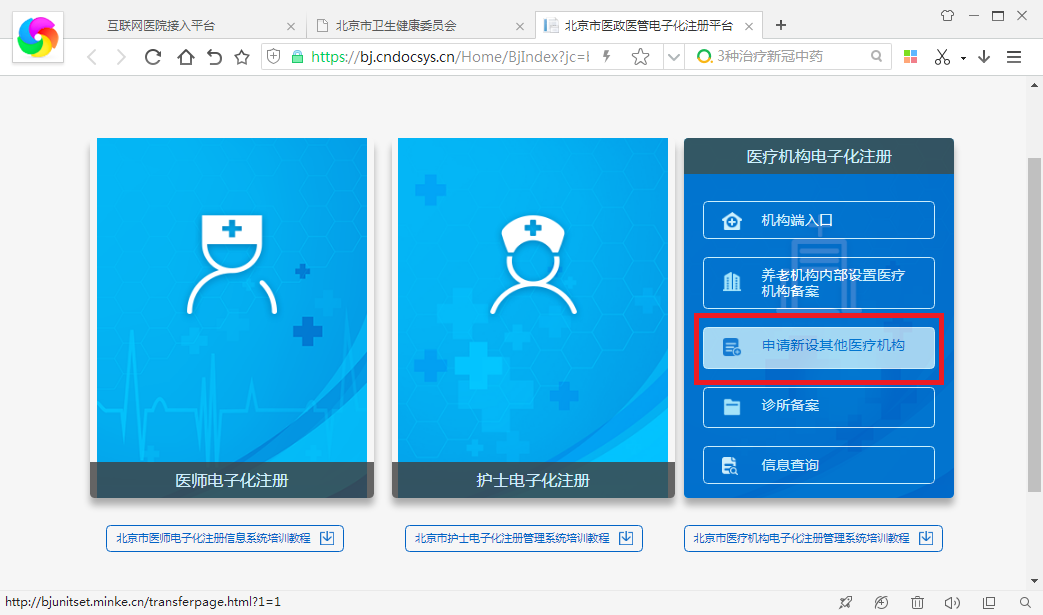 互联网医院接入平台
北京市卫生健康委员会
北京市医政医管电子化注册平台
https://bj.cndocsys.cn/Home/BjIndex?jc=b
3种治疗新冠中药
医师电子化注册
护士电子化注册
医疗机构电子化注册
机构端入口
养老机构内部设置医疗
机构备案
申请新设其他医疗机构
诊所备案
信息查询
北京市医师电子化注册信息系统培训教程
北京市护士电子化注册管理系统培训教程
北京市医疗机构电子化注册管理系统培训教程
http://bjunitset.minke.cn/transferpage.html?1=1